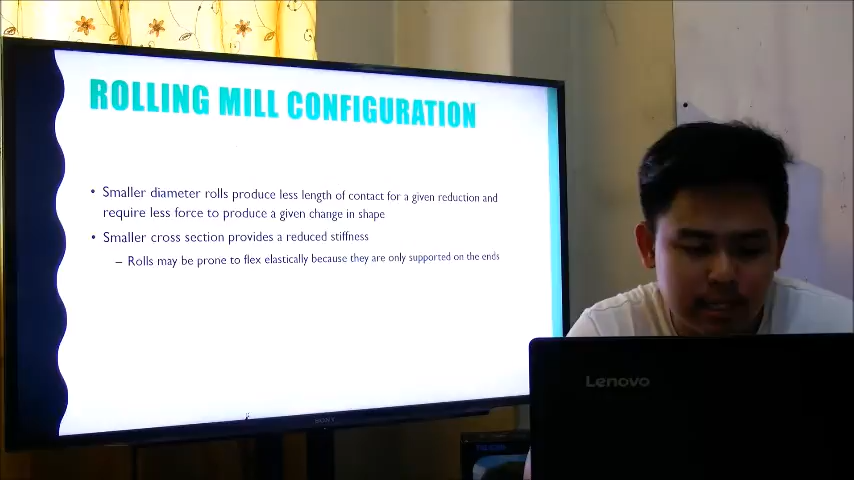 ROLLING MILL CONFIGURATION
• Smaller diameter rolls produce less length of contact for a given reduction and
require less force to produce a given change in shape
• Smaller cross section provides a reduced stiffness
– Rolls may be prone to flex elastically because they are only supported on the ends
SONY
Lenovo